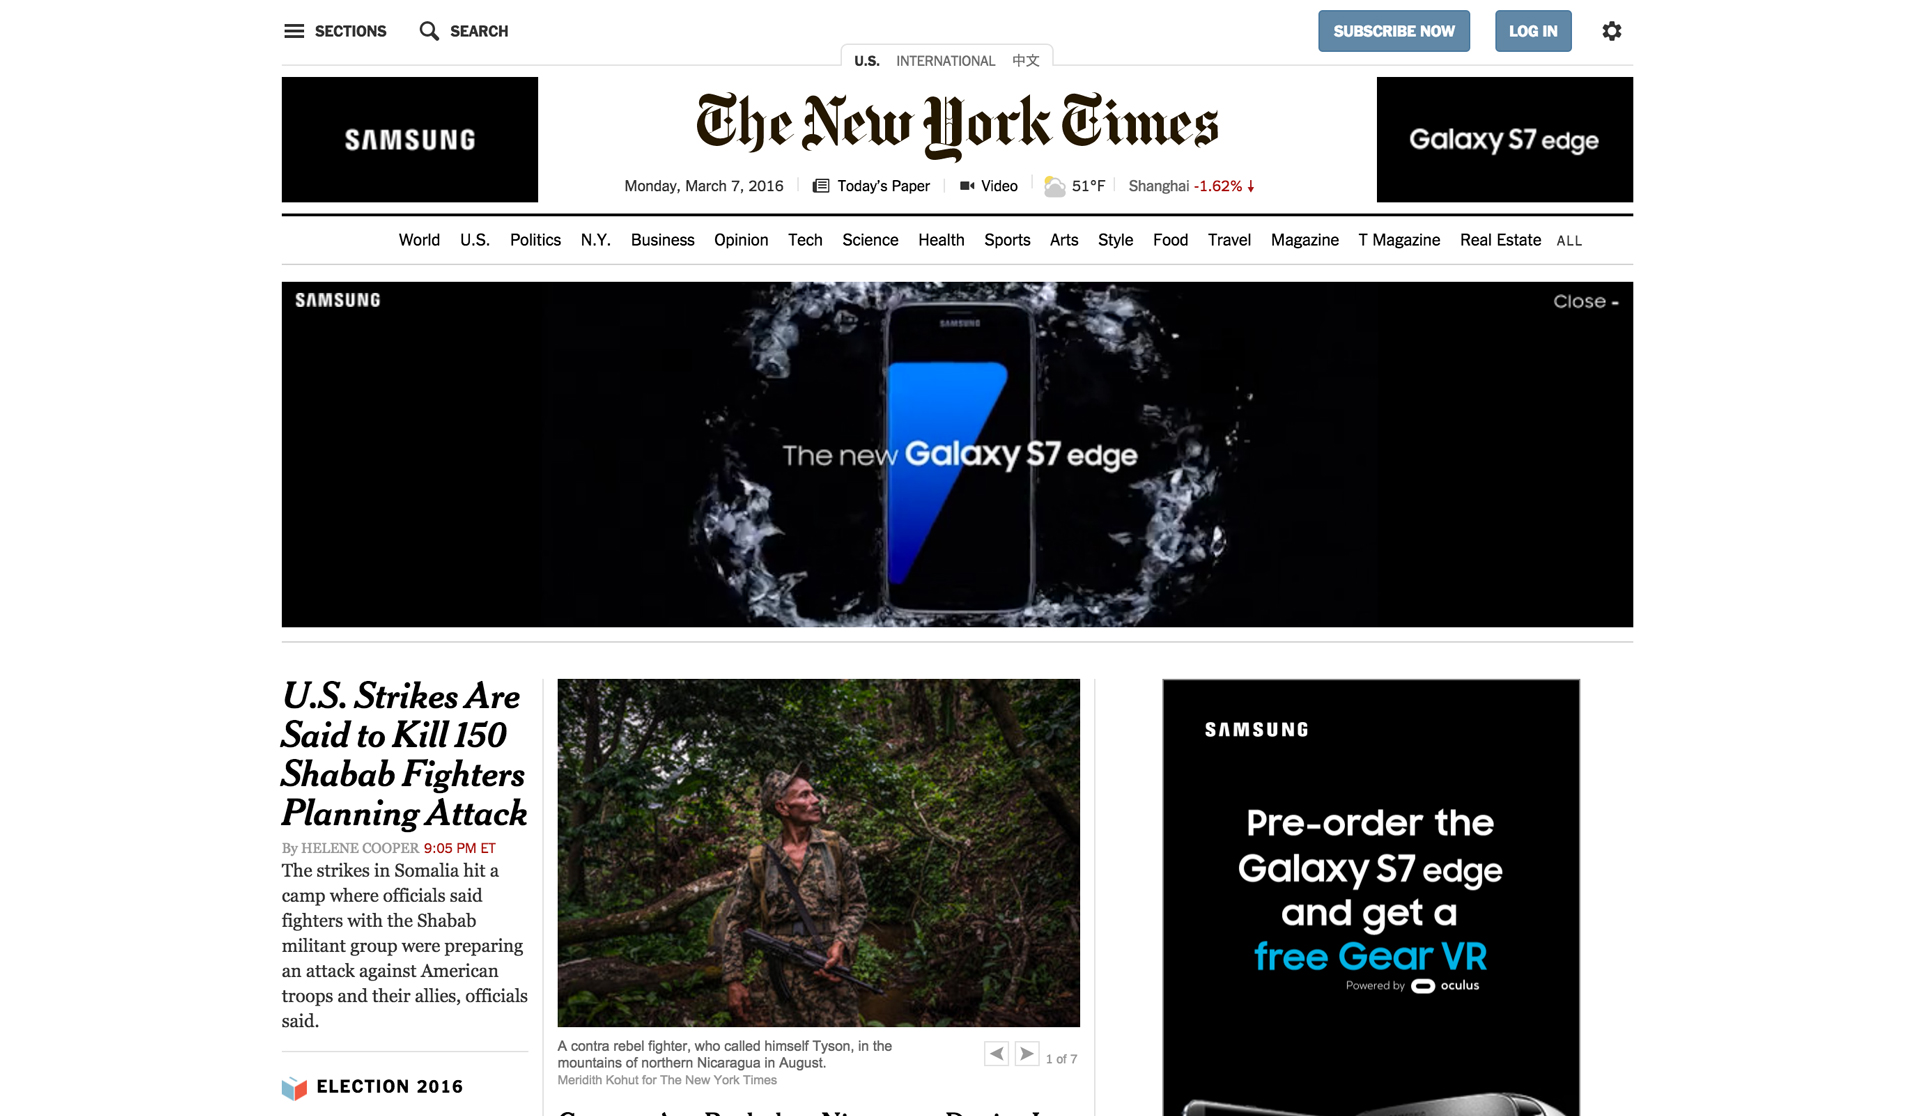 SECTIONS
SEARCH
SUBSCRIBE NOW
LOG IN
U.S. INTERNATIONAL 中文
SAMSUNG
The New York Times
Galaxy S7 edge
Monday, March 7, 2016
Today's Paper
Video
51°F
Shanghai -1.62%
World U.S. Politics N.Y. Business Opinion Tech Science Health Sports Arts Style Food Travel Magazine T Magazine Real Estate ALL
SAMSUNG
Close -
SAMSUNG
The new Galaxy S7 edge
U.S. Strikes Are
Said to Kill 150
Shabab Fighters
Planning Attack
By HELENE COOPER 9:05 PM ET
The strikes in Somalia hit a
camp where officials said
fighters with the Shabab
militant group were preparing
an attack against American
troops and their allies, officials
said.
ELECTION 2016
A contra rebel fighter, who called himself Tyson, in the
mountains of northern Nicaragua in August.
Meridith Kohut for The New York Times
1 of 7
SAMSUNG
Pre-order the
Galaxy S7 edge
and get a
free Gear VR
Powered by oculus